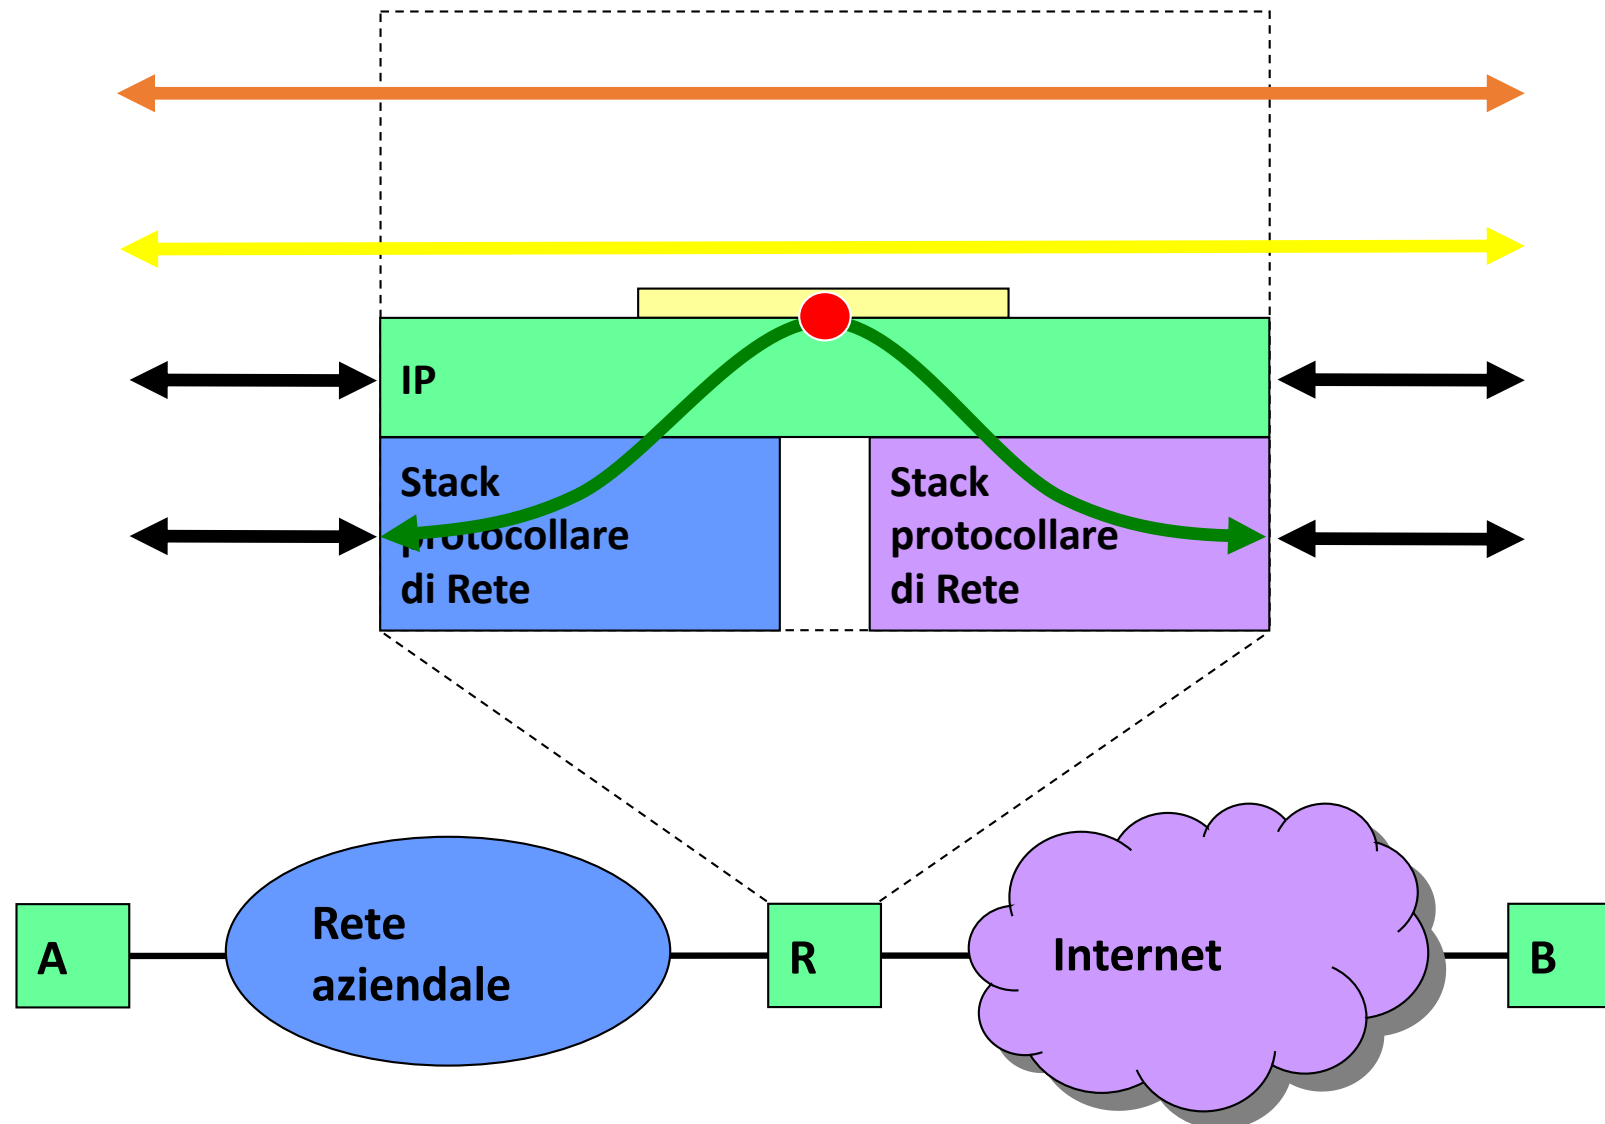 IP
Stack
protocollare
di Rete
Stack
protocollare
di Rete
A
Rete
aziendale
R
Internet
B